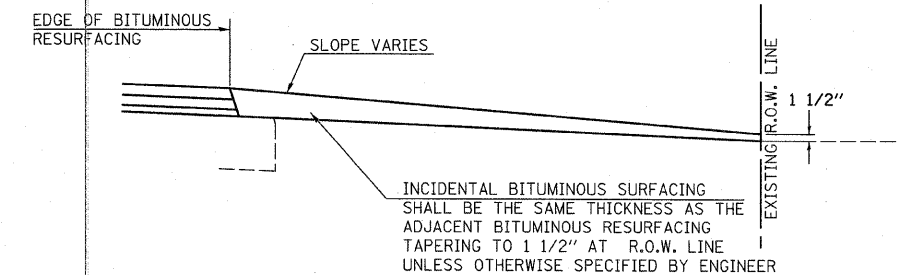 EDGE OF BITUMINOUS
RESURFACING
SLOPE VARIES
EXISTING R.O.W. LINE
1 1/2"
INCIDENTAL BITUMINOUS SURFACING
SHALL BE THE SAME THICKNESS AS THE
ADJACENT BITUMINOUS RESURFACING
TAPERING TO 1 1/2" AT R.O.W. LINE
UNLESS OTHERWISE SPECIFIED BY ENGINEER